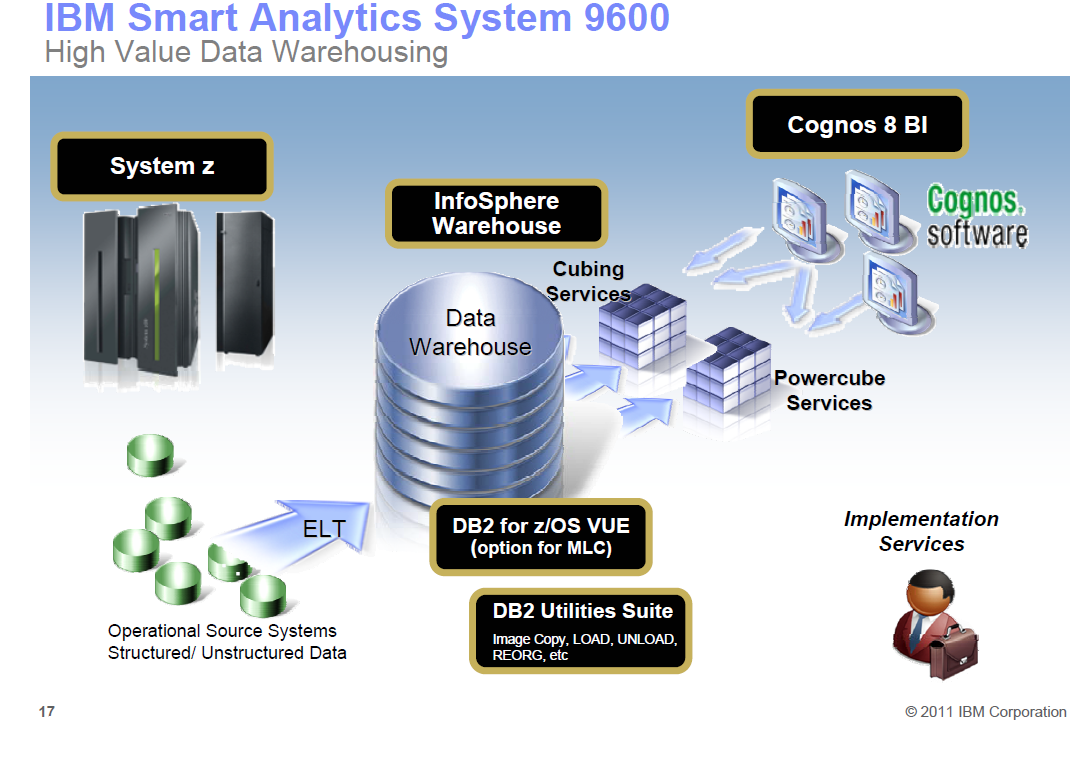 IBM Smart Analytics System 9600
High Value Data Warehousing
Cognos 8 BI
System z
InfoSphere
Warehouse
Cognos
software
Cubing
Services
Data
Warehouse
Powercube
Services
ELT
DB2 for z/OS VUE
(option for MLC)
Implementation
Services
DB2 Utilities Suite
Image Copy, LOAD, UNLOAD,
REORG, etc
Operational Source Systems
Structured/ Unstructured Data
17
© 2011 IBM Corporation